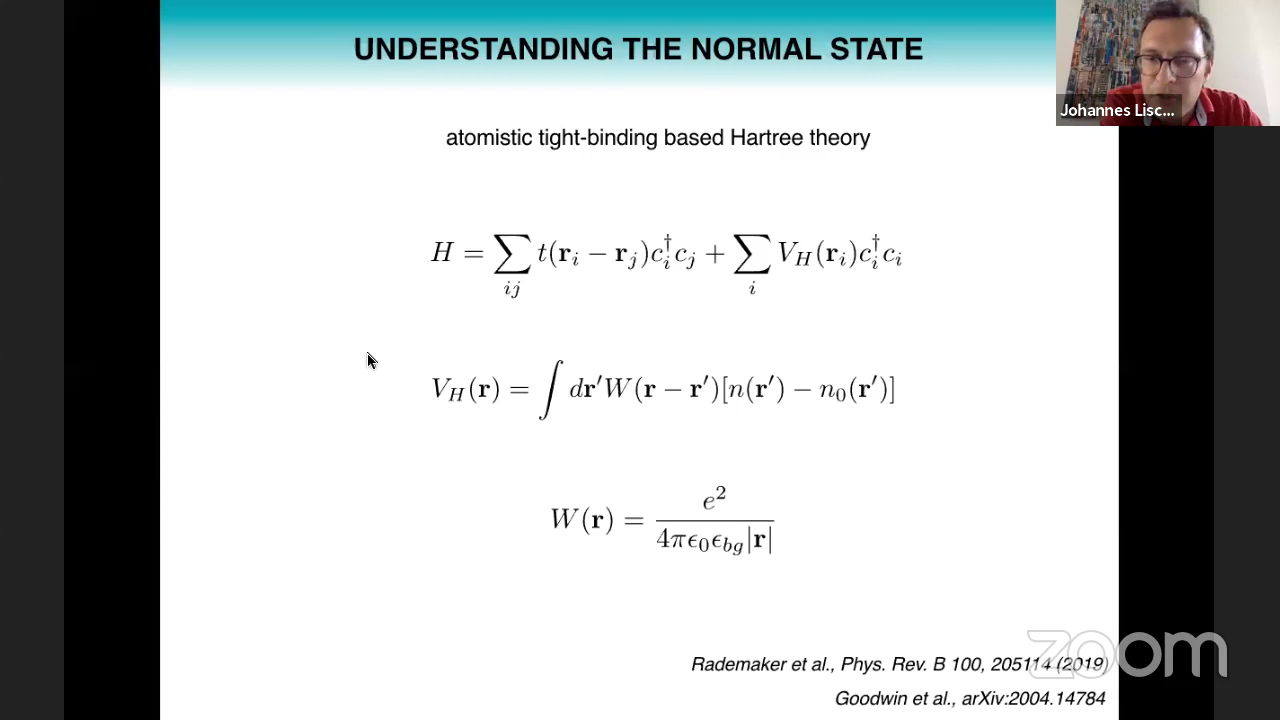 UNDERSTANDING THE NORMAL STATE
Johannes Lisc...
atomistic tight-binding based Hartree theory
H = ∑_{ij} t(r_i − r_j)c_i^† c_j + ∑_i V_H(r_i)c_i^† c_i
V_H(r) = ∫ dr′W(r − r′)[n(r′) − n_0(r′)]
W(r) = e^2 / 4πϵ_0ϵ_{bg}|r|
Rademaker et al., Phys. Rev. B 100, 205114 (2019)
zoom
Goodwin et al., arXiv:2004.14784